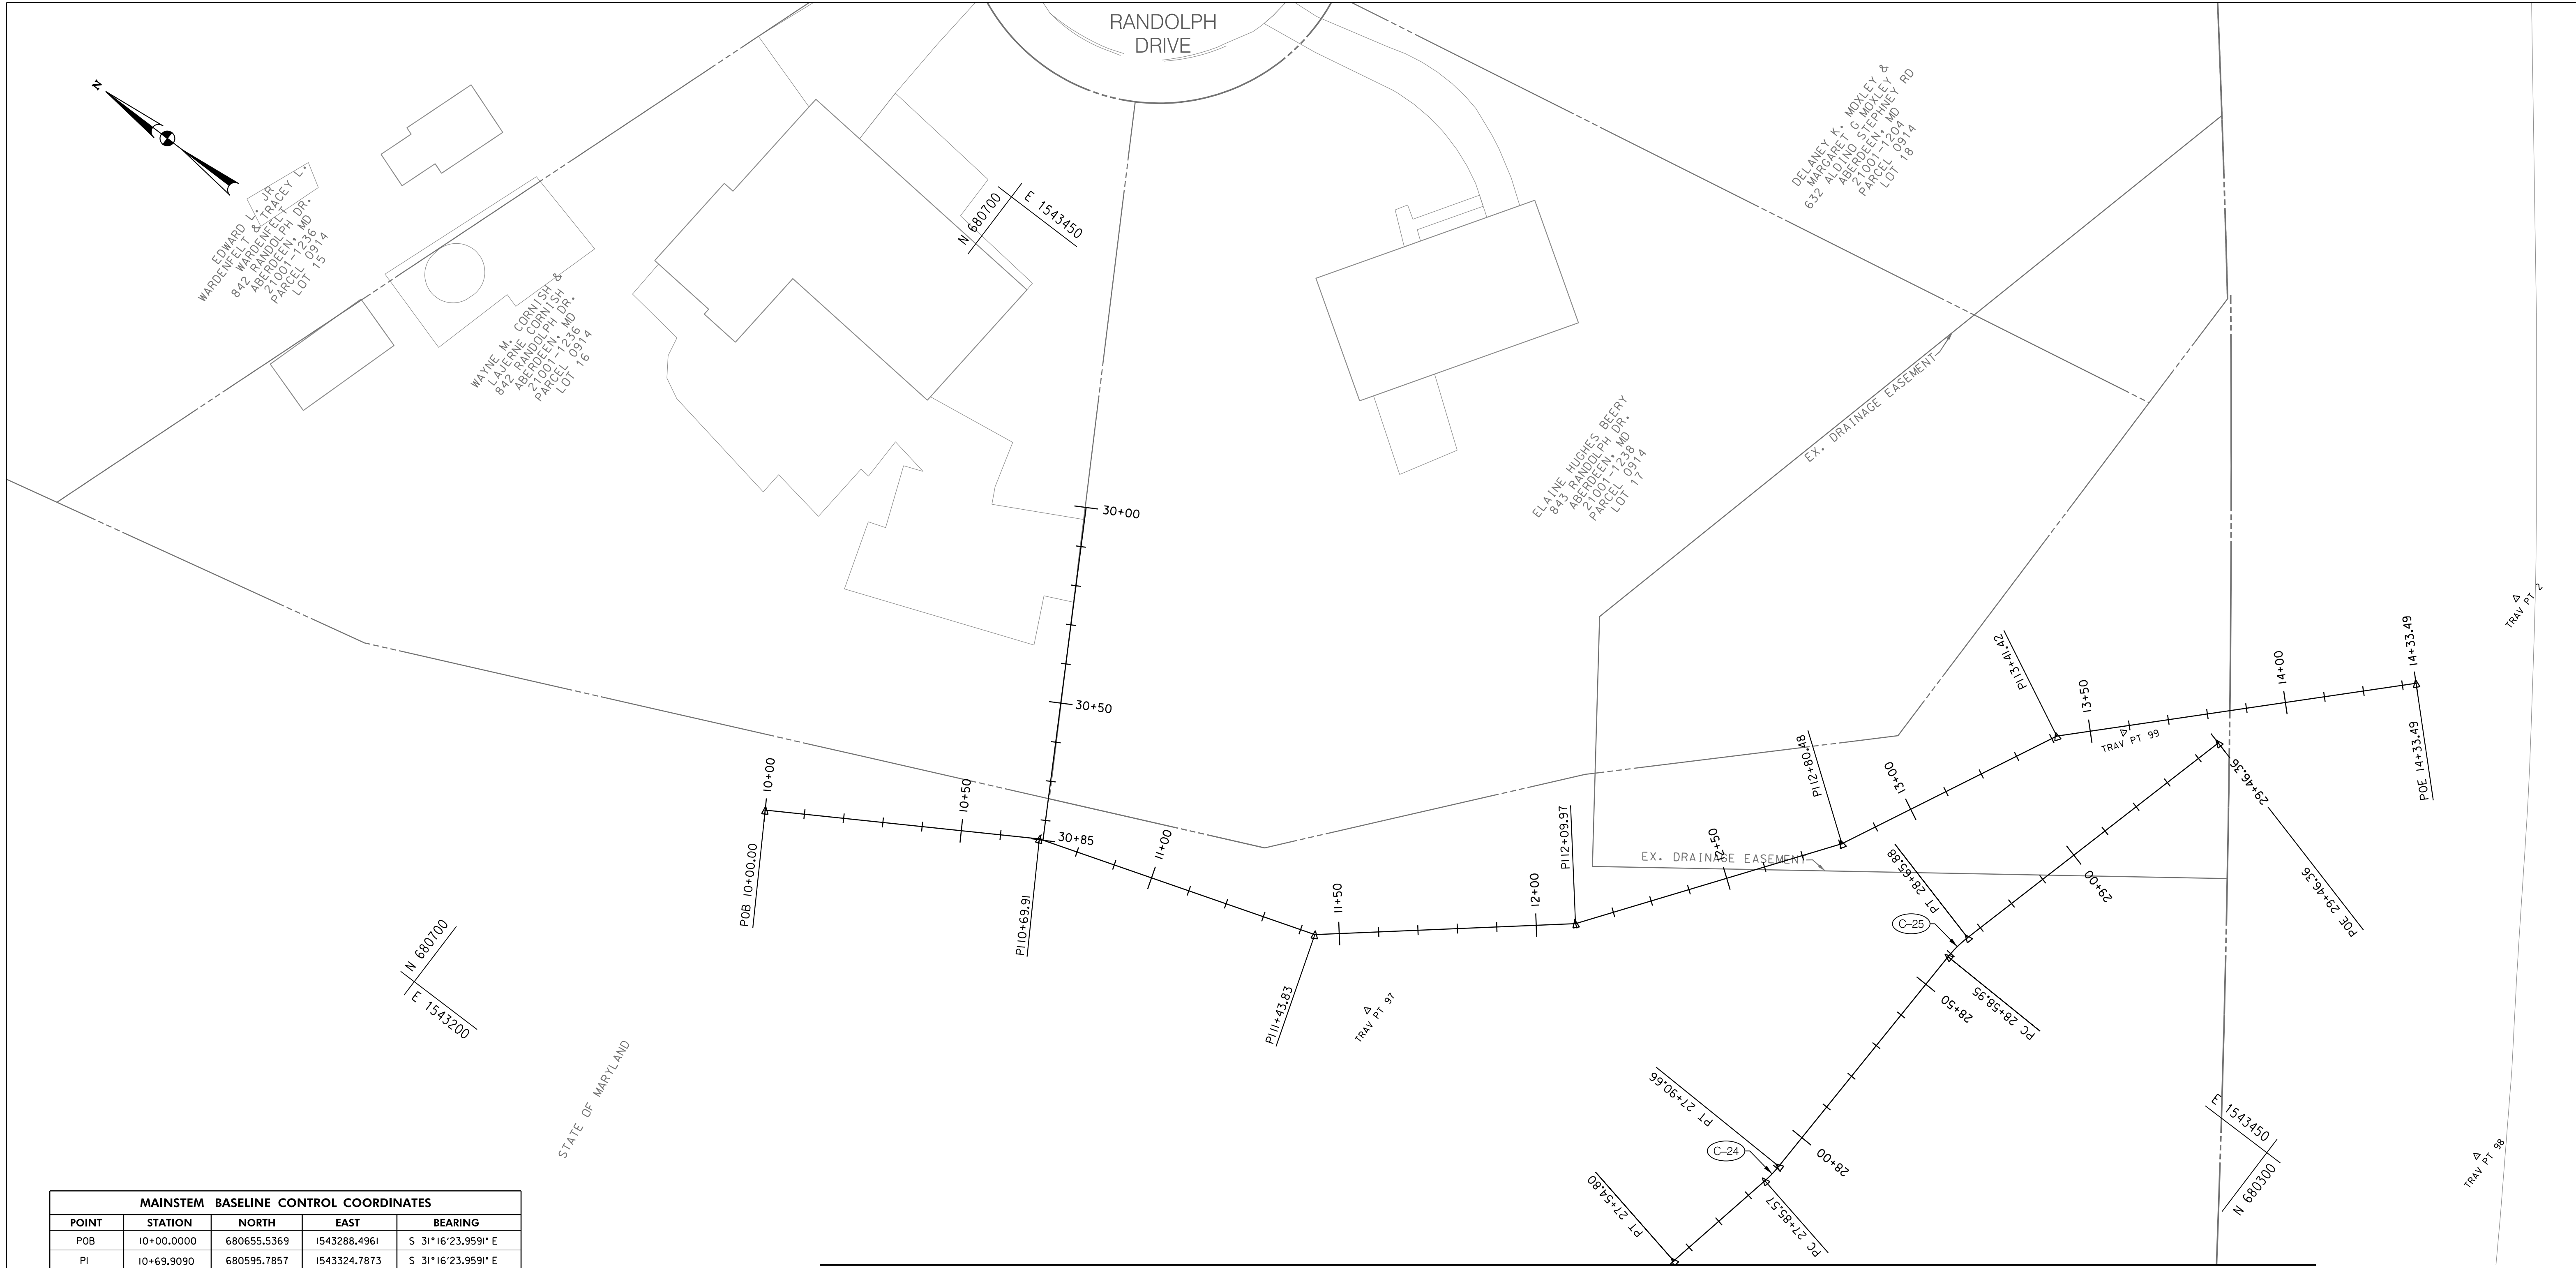 RANDOLPH
DRIVE
N
EDWARD L. JR
WARDENFELT & TRACEY L.
WARDENFELT
842 RANDOLPH DR.
ABERDEEN, MD
21001-1236
PARCEL 0914
LOT 15
WAYNE M. CORNISH &
LAJERNE CORNISH
842 RANDOLPH DR.
ABERDEEN, MD
21001-1236
PARCEL 0914
LOT 16
N 680700
E 1543450
DELANEY K. MOXLEY &
MARGARET G MOXLEY
632 ALDINO STEPHNEY RD
ABERDEEN, MD
21001-1204
PARCEL 0914
LOT 18
ELAINE HUGHES BEERY
843 RANDOLPH DR.
ABERDEEN, MD
21001-1238
PARCEL 0914
LOT 17
EX. DRAINAGE EASEMENT
30+00
30+50
30+85
10+00
POB 10+00.00
10+50
PI 10+69.91
11+00
PI 11+43.83
11+50
12+00
PI 12+09.97
12+50
EX. DRAINAGE EASEMENT
PI 12+80.48
13+00
PI 13+41.42
13+50
TRAV PT 99
14+00
14+33.49
POE 14+33.49
TRAV PT 2
29+46.36
POE 29+46.36
29+00
PT 28+65.88
C-25
PC 28+58.95
28+50
28+00
PT 27+90.66
C-24
PC 27+85.57
PT 27+54.80
TRAV PT 97
TRAV PT 98
E 1543450
N 680300
N 680700
E 1543200
STATE OF MARYLAND
MAINSTEM BASELINE CONTROL COORDINATES
POINT STATION NORTH EAST BEARING
POB 10+00.0000 680655.5369 1543288.4961 S 31°16'23.9591" E
PI 10+69.9090 680595.7857 1543324.7873 S 31°16'23.9591" E